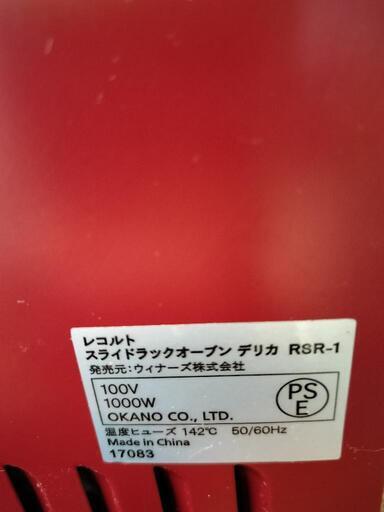 レコルト
スライドラックオーブン デリカ RSR-1
発売元:ウィナーズ株式会社
100V
1000W
OKANO CO., LTD.
PS
E
温度ヒューズ 142℃ 50/60Hz
Made in China
17083